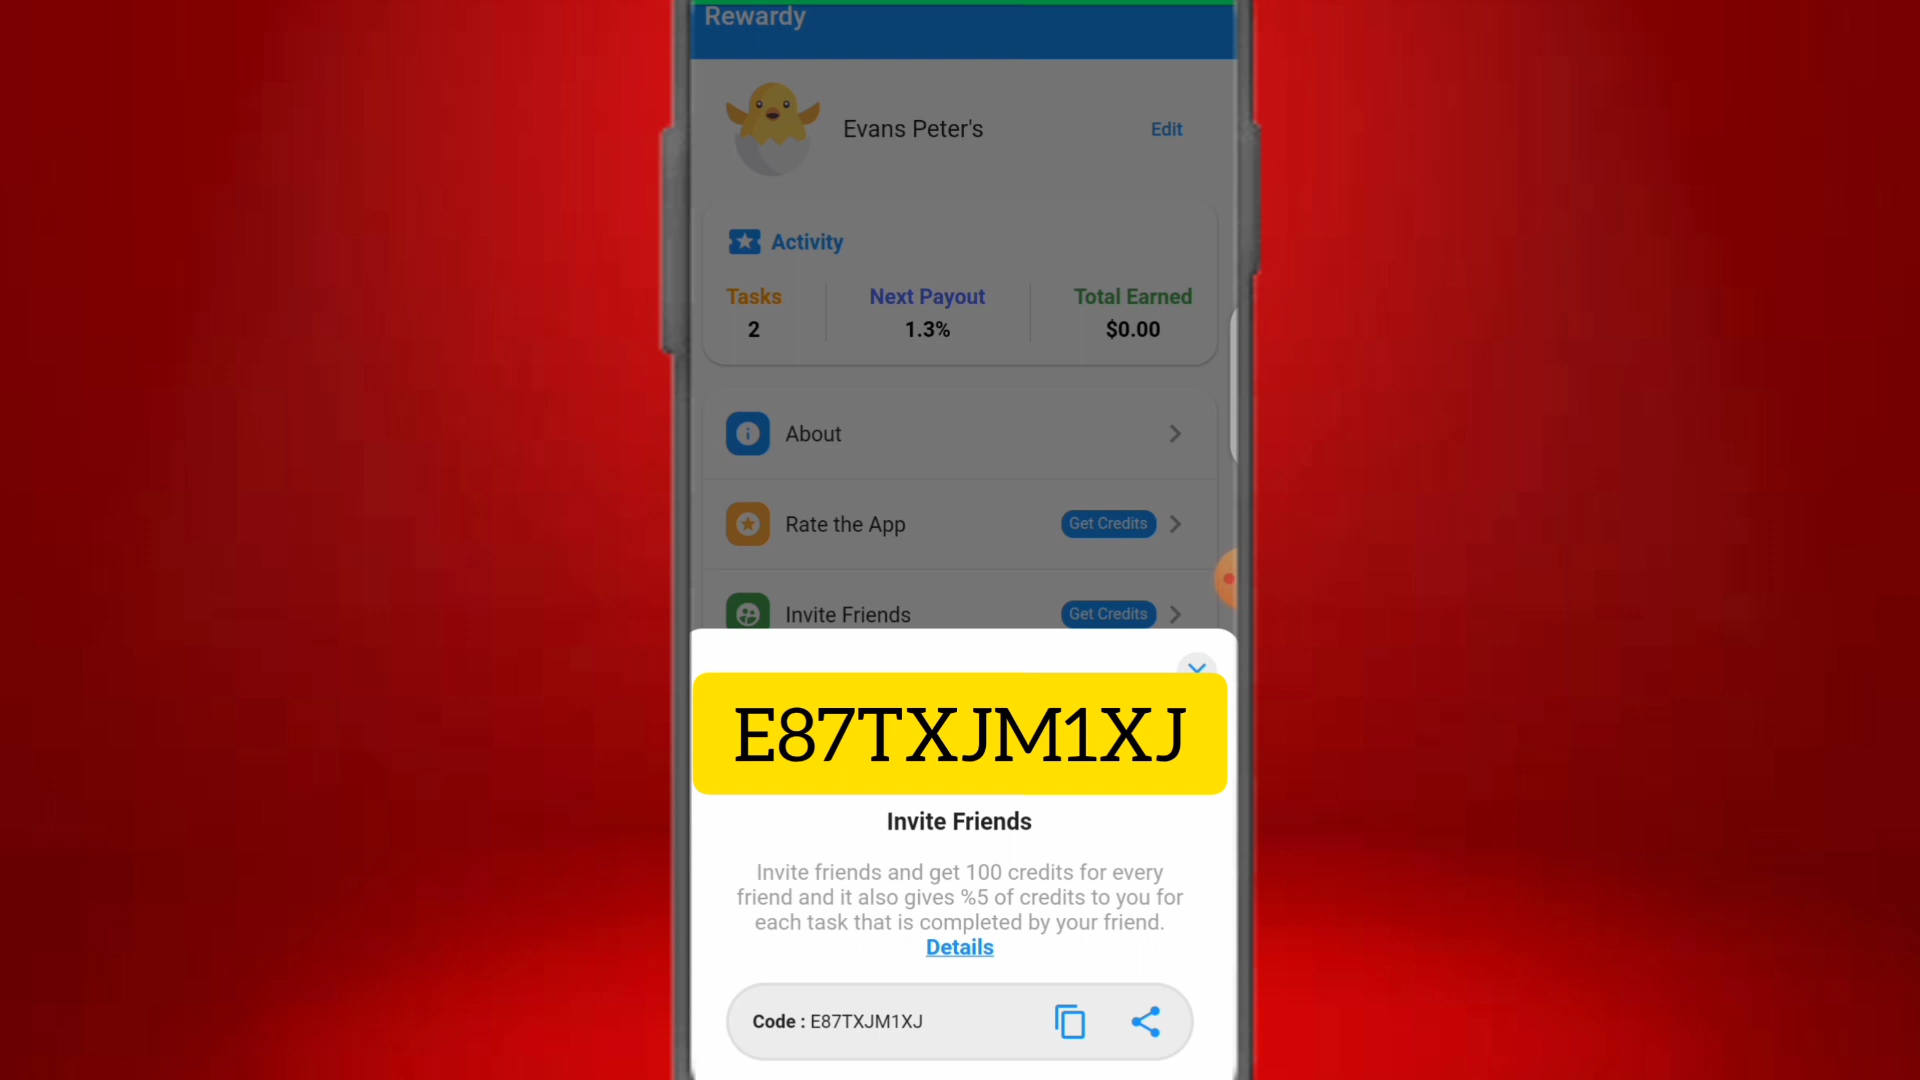 Rewardy
Evans Peter's
Edit
Activity
Tasks
Next Payout
Total Earned
2
1.3%
$0.00
About
Rate the App
Get Credits
Invite Friends
Get Credits
E87TXJM1XJ
Invite Friends
Invite friends and get 100 credits for every
friend and it also gives %5 of credits to you for
each task that is completed by your friend.
Details
Code : E87TXJM1XJ